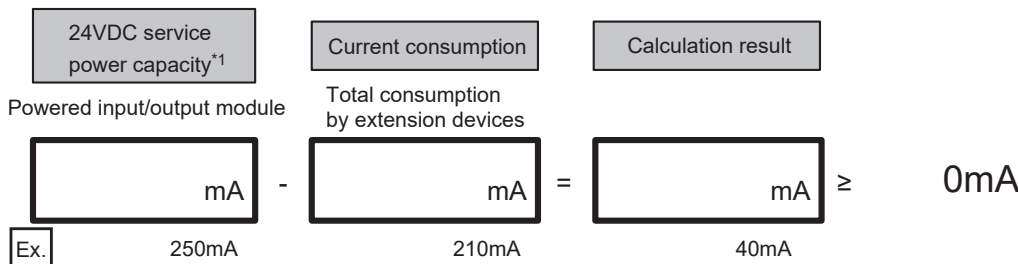 24VDC service
power capacity*1
Current consumption
Calculation result
Powered input/output module
Total consumption
by extension devices
mA - mA = mA ≥ 0mA
Ex. 250mA 210mA 40mA